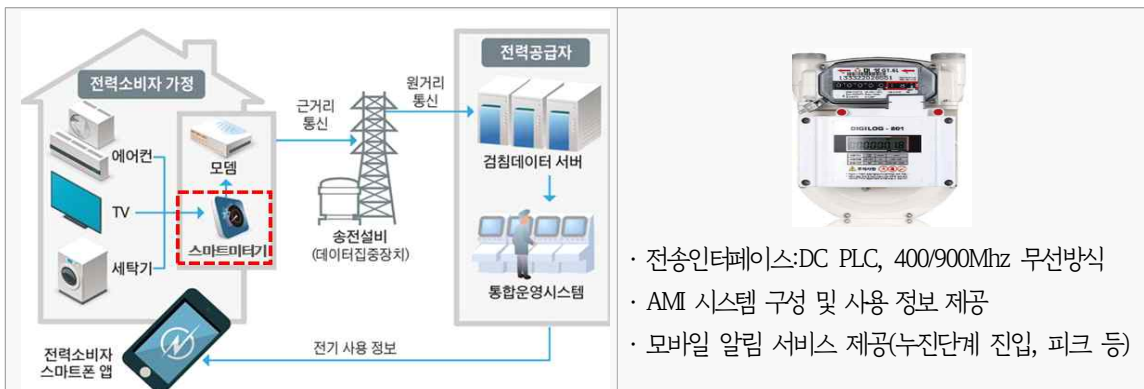 전력소비자 가정
에어컨
TV
세탁기
모뎀
스마트미터기
근거리
통신
송전설비
(데이터집중장치)
원거리
통신
전력공급자
검침데이터 서버
통합운영시스템
전기 사용 정보
전력소비자
스마트폰 앱
DIGILOG - 601
· 전송인터페이스:DC PLC, 400/900Mhz 무선방식
· AMI 시스템 구성 및 사용 정보 제공
· 모바일 알림 서비스 제공(누진단계 진입, 피크 등)